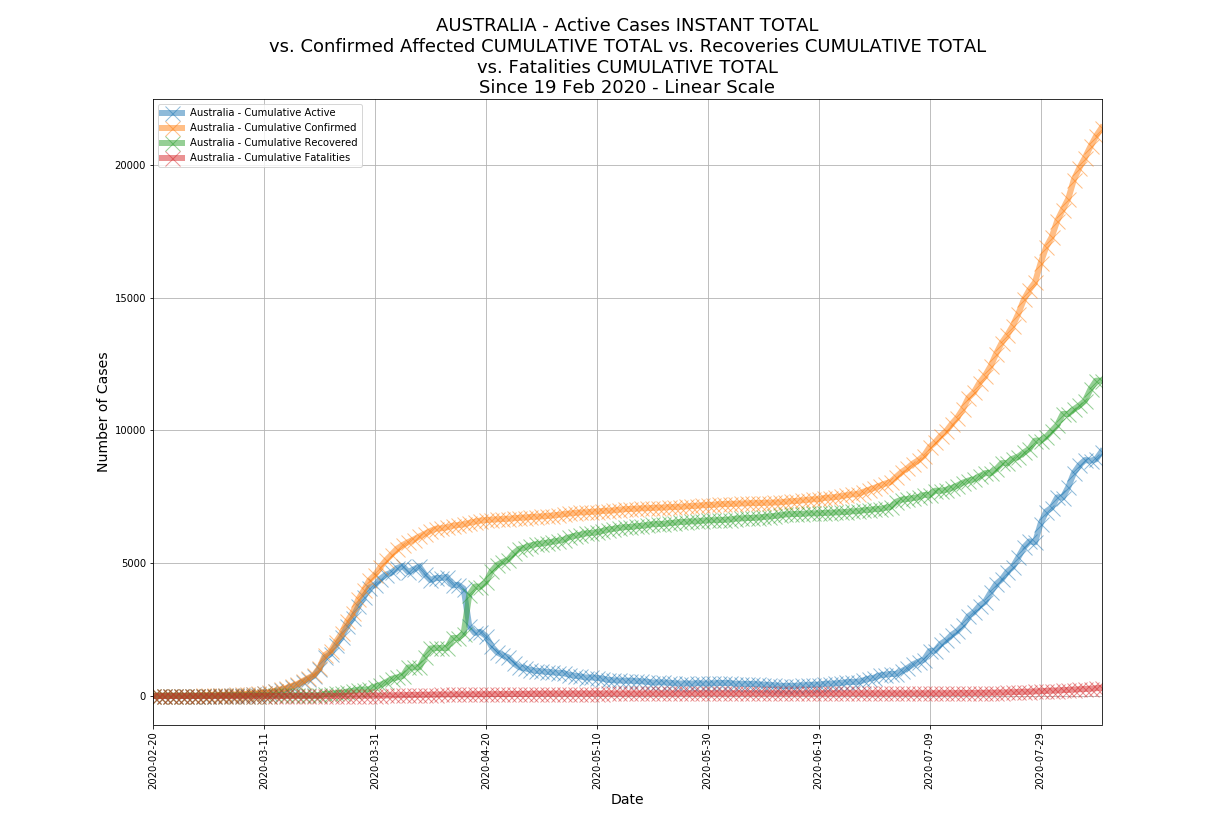 AUSTRALIA - Active Cases INSTANT TOTAL
vs. Confirmed Affected CUMULATIVE TOTAL vs. Recoveries CUMULATIVE TOTAL
vs. Fatalities CUMULATIVE TOTAL
Since 19 Feb 2020 - Linear Scale
Australia - Cumulative Active
Australia - Cumulative Confirmed
Australia - Cumulative Recovered
Australia - Cumulative Fatalities
Number of Cases
20000
15000
10000
5000
0
2020-02-20
2020-03-11
2020-03-31
2020-04-20
2020-05-10
2020-05-30
2020-06-19
2020-07-09
2020-07-29
Date